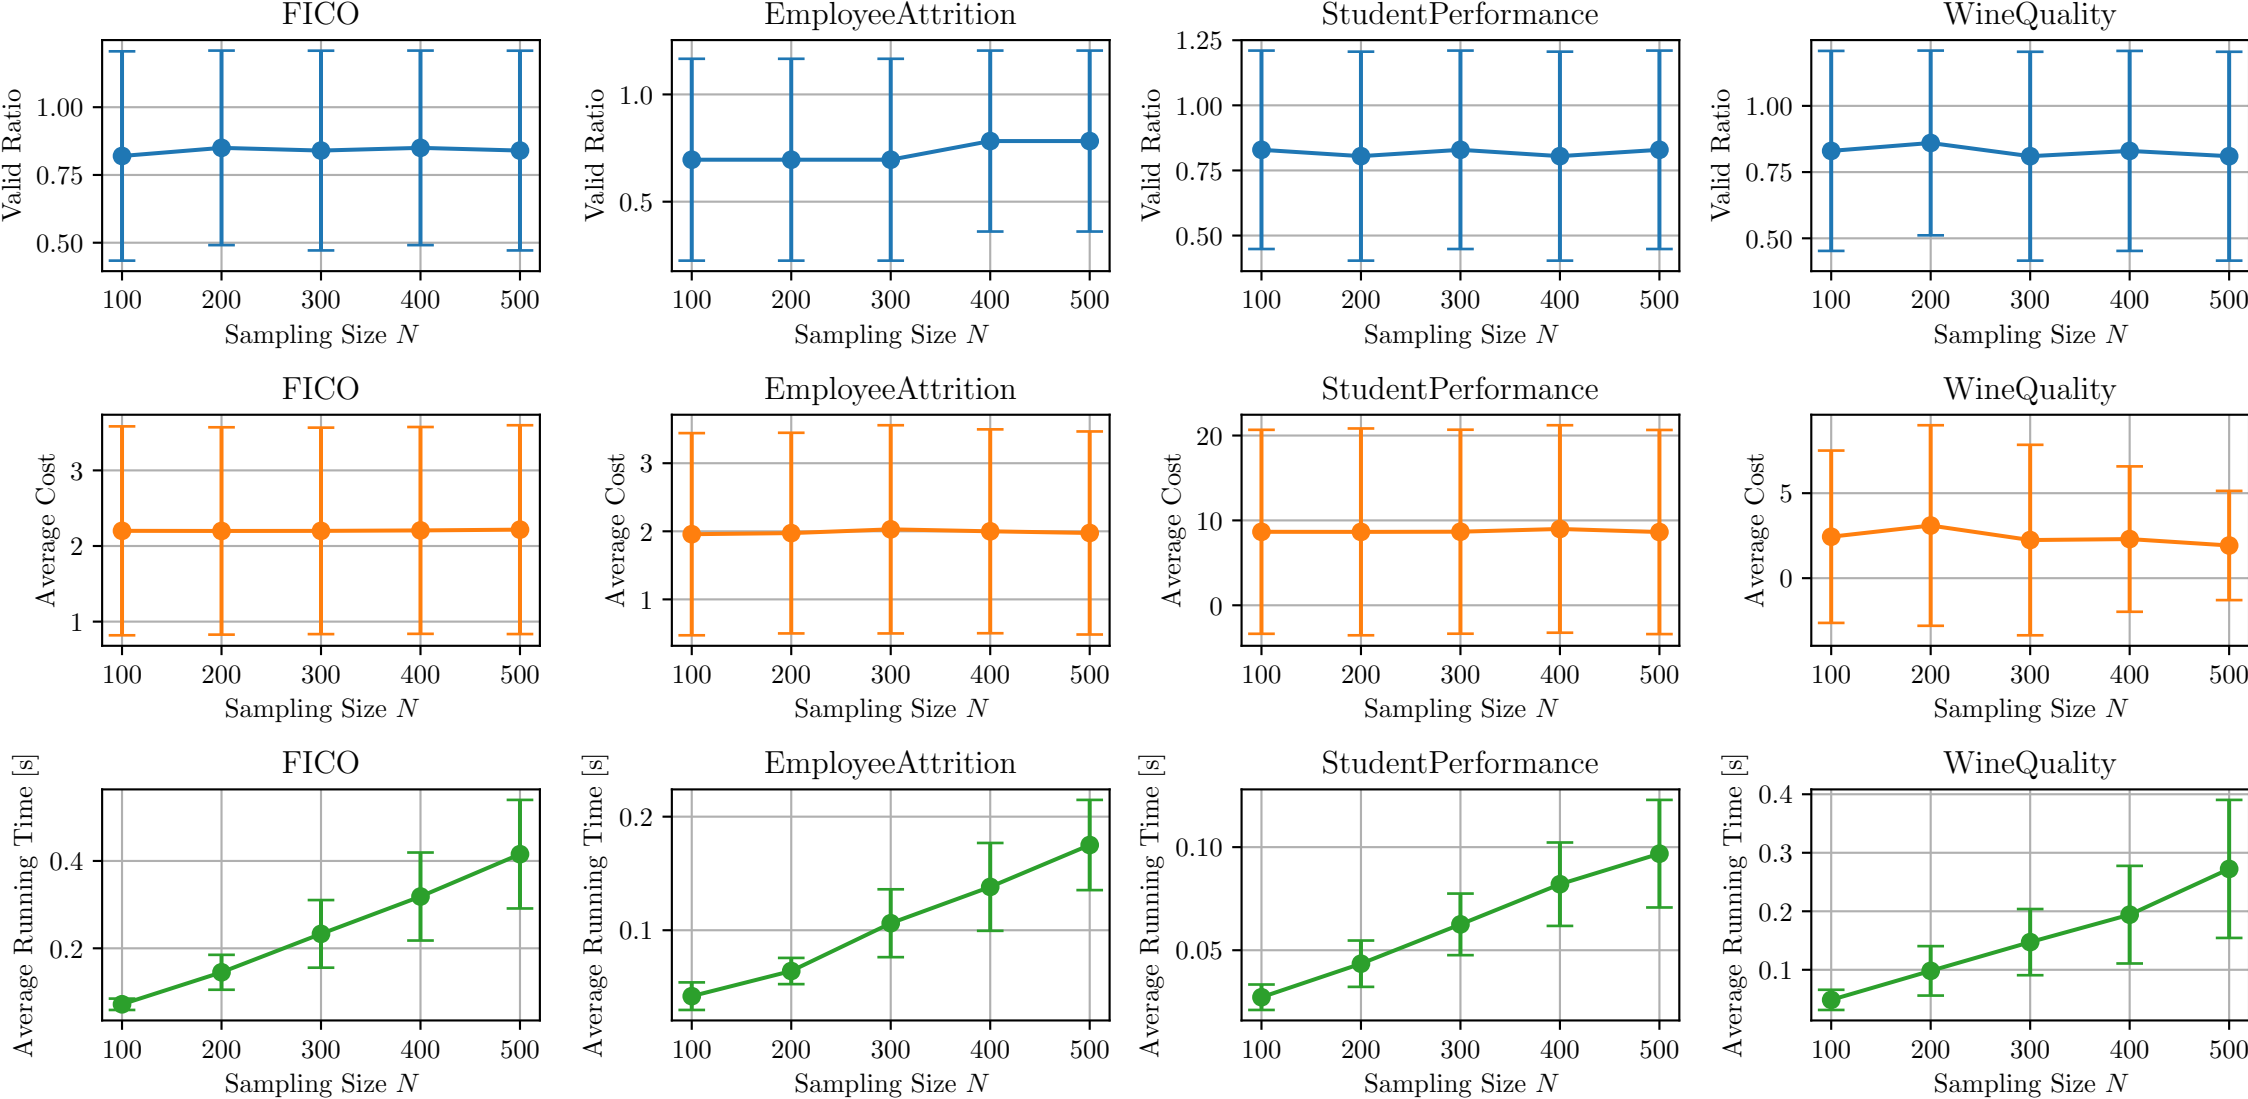 FICO
Valid Ratio
1.00
0.75
0.50
100 200 300 400 500
Sampling Size N
EmployeeAttrition
Valid Ratio
1.0
0.5
100 200 300 400 500
Sampling Size N
StudentPerformance
Valid Ratio
1.25
1.00
0.75
0.50
100 200 300 400 500
Sampling Size N
WineQuality
Valid Ratio
1.00
0.75
0.50
100 200 300 400 500
Sampling Size N
FICO
Average Cost
3
2
1
100 200 300 400 500
Sampling Size N
EmployeeAttrition
Average Cost
3
2
1
100 200 300 400 500
Sampling Size N
StudentPerformance
Average Cost
20
10
0
100 200 300 400 500
Sampling Size N
WineQuality
Average Cost
5
0
100 200 300 400 500
Sampling Size N
FICO
Average Running Time [s]
0.4
0.2
100 200 300 400 500
Sampling Size N
EmployeeAttrition
Average Running Time [s]
0.2
0.1
100 200 300 400 500
Sampling Size N
StudentPerformance
Average Running Time [s]
0.10
0.05
100 200 300 400 500
Sampling Size N
WineQuality
Average Running Time [s]
0.4
0.3
0.2
0.1
100 200 300 400 500
Sampling Size N